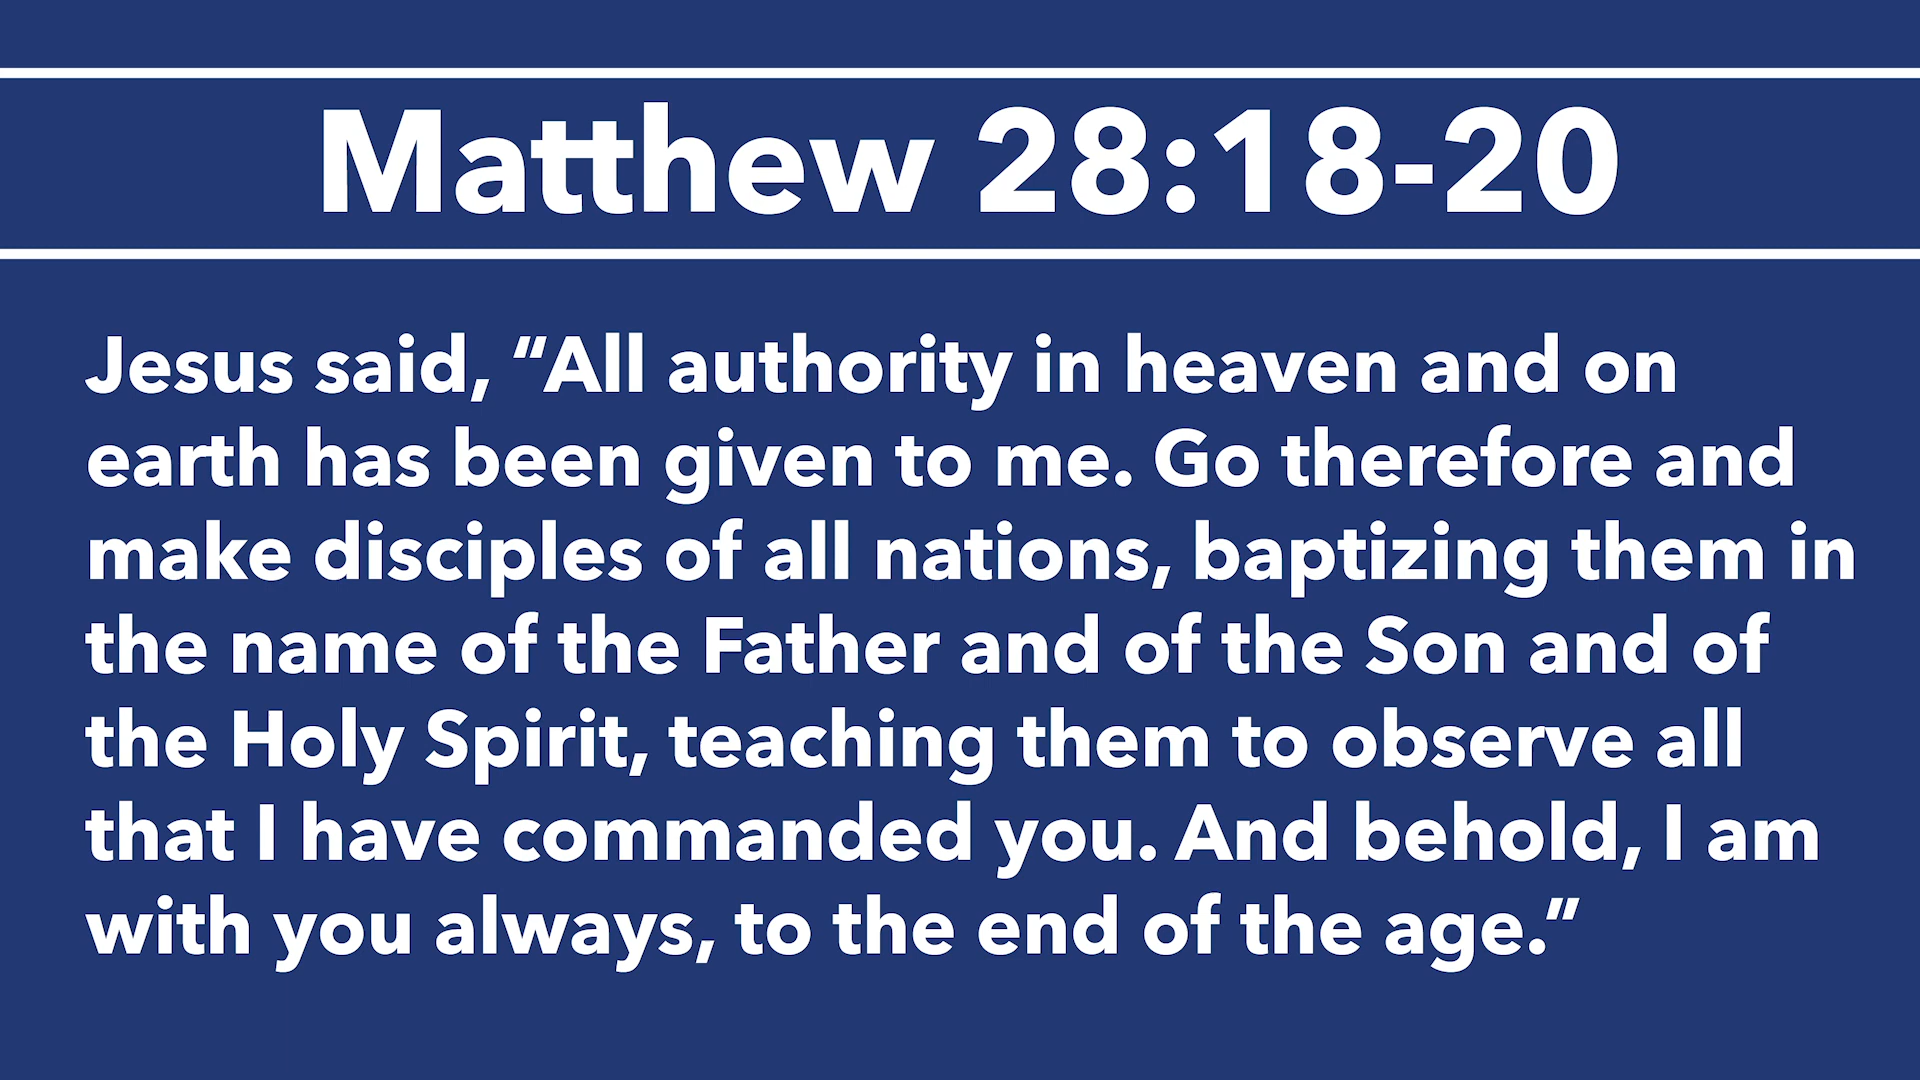 Matthew 28:18-20
Jesus said, “All authority in heaven and on
earth has been given to me. Go therefore and
make disciples of all nations, baptizing them in
the name of the Father and of the Son and of
the Holy Spirit, teaching them to observe all
that I have commanded you. And behold, I am
with you always, to the end of the age.”